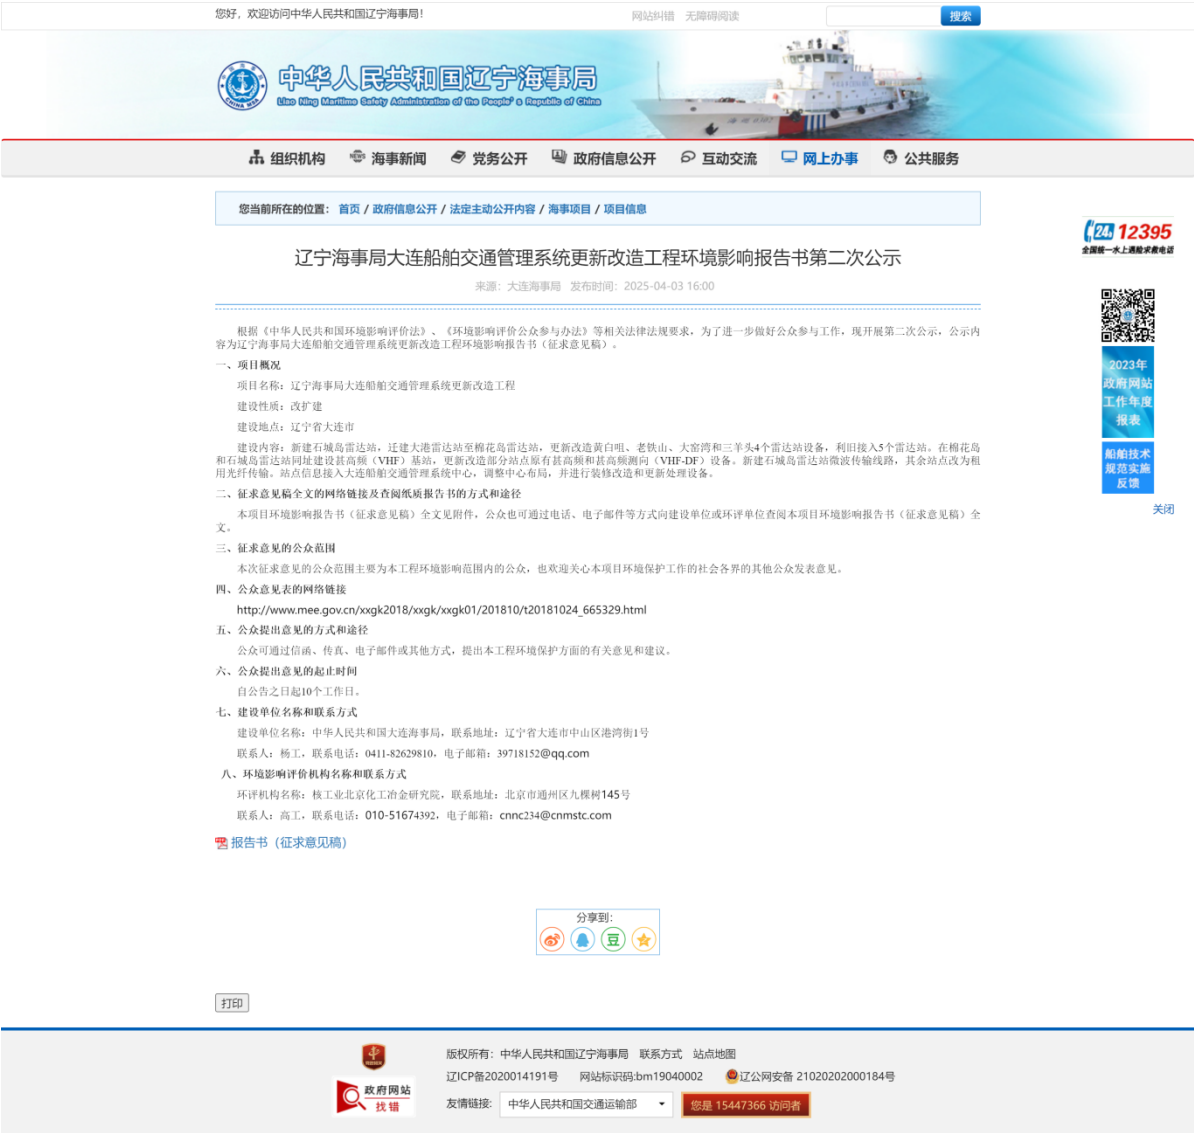 您好，欢迎访问中华人民共和国辽宁海事局！
网站纠错 无障碍阅读
搜索
中华人民共和国辽宁海事局
Liao Ning Maritime Safety Administration of the People's Republic of China
CHINA MSA
组织机构 海事新闻 党务公开 政府信息公开 互动交流 网上办事 公共服务
您当前所在的位置： 首页 / 政府信息公开 / 法定主动公开内容 / 海事项目 / 项目信息
24h 12395
全国统一水上遇险求救电话
辽宁海事局大连船舶交通管理系统更新改造工程环境影响报告书第二次公示
来源：大连海事局 发布时间：2025-04-03 16:00
根据《中华人民共和国环境影响评价法》、《环境影响评价公众参与办法》等相关法律法规要求，为了进一步做好公众参与工作，现开展第二次公示，公示内
容为辽宁海事局大连船舶交通管理系统更新改造工程环境影响报告书（征求意见稿）。
一、项目概况
项目名称：辽宁海事局大连船舶交通管理系统更新改造工程
建设性质：改扩建
建设地点：辽宁省大连市
建设内容：新建石城岛雷达站，迁建大港雷达站至棉花岛雷达站，更新改造黄白咀、老铁山、大窑湾和三羊头4个雷达站设备，利旧接入5个雷达站。在棉花岛
和石城岛雷达站同址建设甚高频（VHF）基站，更新改造部分站点原有甚高频和甚高频测向（VHF-DF）设备。新建石城岛雷达站微波传输线路，其余站点改为租
用光纤传输。站点信息接入大连船舶交通管理系统中心，调整中心布局，并进行装修改造和更新处理设备。
二、征求意见稿全文的网络链接及查阅纸质报告书的方式和途径
本项目环境影响报告书（征求意见稿）全文见附件，公众也可通过电话、电子邮件等方式向建设单位或环评单位查阅本项目环境影响报告书（征求意见稿）全
文。
三、征求意见的公众范围
本次征求意见的公众范围主要为本工程环境影响范围内的公众，也欢迎关心本项目环境保护工作的社会各界的其他公众发表意见。
四、公众意见表的网络链接
http://www.mee.gov.cn/xxgk2018/xxgk/xxgk01/201810/t20181024_665329.html
五、公众提出意见的方式和途径
公众可通过信函、传真、电子邮件或其他方式，提出本工程环境保护方面的有关意见和建议。
六、公众提出意见的起止时间
自公告之日起10个工作日。
七、建设单位名称和联系方式
建设单位名称：中华人民共和国大连海事局，联系地址：辽宁省大连市中山区港湾街1号
联系人：杨工，联系电话：0411-82629810，电子邮箱：39718152@qq.com
八、环境影响评价机构名称和联系方式
环评机构名称：核工业北京化工冶金研究院，联系地址：北京市通州区九棵树145号
联系人：高工，联系电话：010-51674392，电子邮箱：cnnc234@cnmstc.com
报告书（征求意见稿）
2023年
政府网站
工作年度
报表
船舶技术
规范实施
反馈
关闭
分享到：
打印
版权所有：中华人民共和国辽宁海事局 联系方式 站点地图
辽ICP备2020014191号 网站标识码:bm19040002 辽公网安备 21020202000184号
政府网站
找错
友情链接: 中华人民共和国交通运输部 您是 15447366 访问者